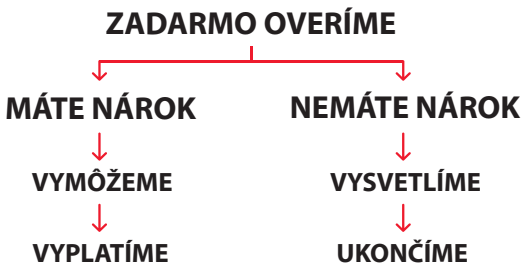 ZADARMO OVERÍME
MÁTE NÁROK
NEMÁTE NÁROK
VYMÔŽEME
VYSVETLÍME
VYPLATÍME
UKONČÍME